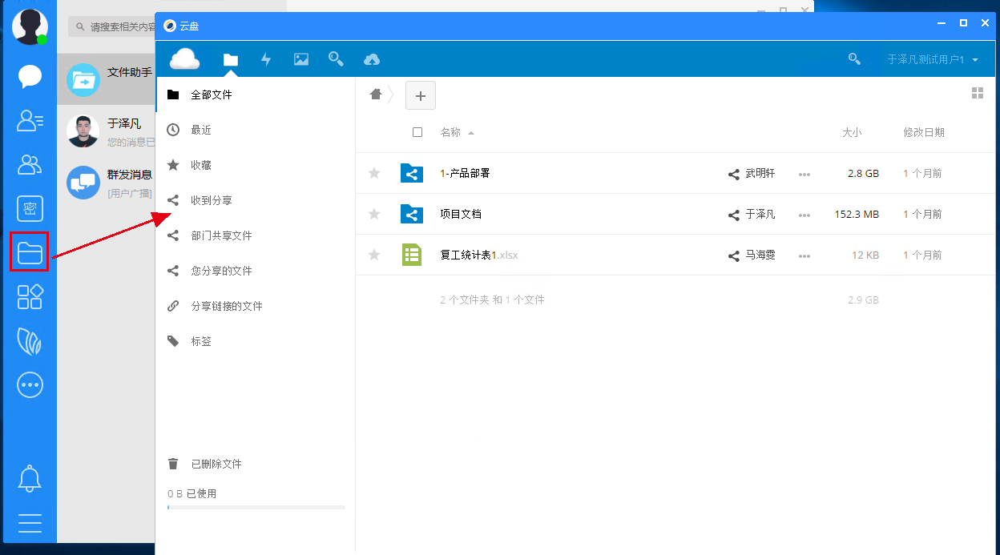 请搜索相关内容
文件助手
于泽凡
您的消息已
群发消息
[用户广播]
密
云盘
于泽凡测试用户1
全部文件
最近
收藏
收到分享
部门共享文件
您分享的文件
分享链接的文件
标签
已删除文件
0 B 已使用
名称 大小 修改日期
1-产品部署 武明轩 2.8 GB 1 个月前
项目文档 于泽凡 152.3 MB 1 个月前
复工统计表1.xlsx 马海雯 12 KB 1 个月前
2 个文件夹 和 1 个文件 2.9 GB